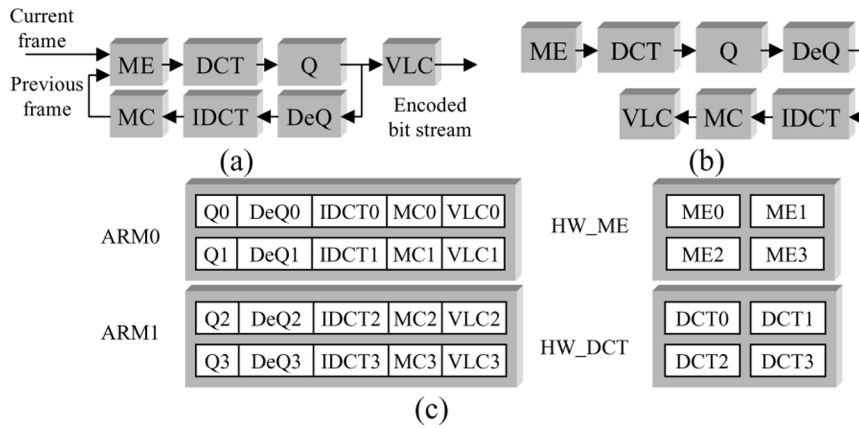 Current
frame
ME DCT Q VLC
Previous
frame
MC IDCT DeQ
Encoded
bit stream
(a)
ME DCT Q DeQ
VLC MC IDCT
(b)
ARM0
Q0 DeQ0 IDCT0 MC0 VLC0
Q1 DeQ1 IDCT1 MC1 VLC1
HW_ME
ME0 ME1
ME2 ME3
ARM1
Q2 DeQ2 IDCT2 MC2 VLC2
Q3 DeQ3 IDCT3 MC3 VLC3
HW_DCT
DCT0 DCT1
DCT2 DCT3
(c)